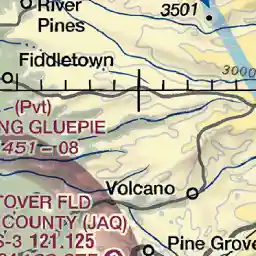 River
Pines
3501
Fiddletown
3000
(Pvt)
NG GLUEPIE
1451 – 08
TOVER FLD
COUNTY (JAQ)
S-3 121.125
Volcano
Pine Grove